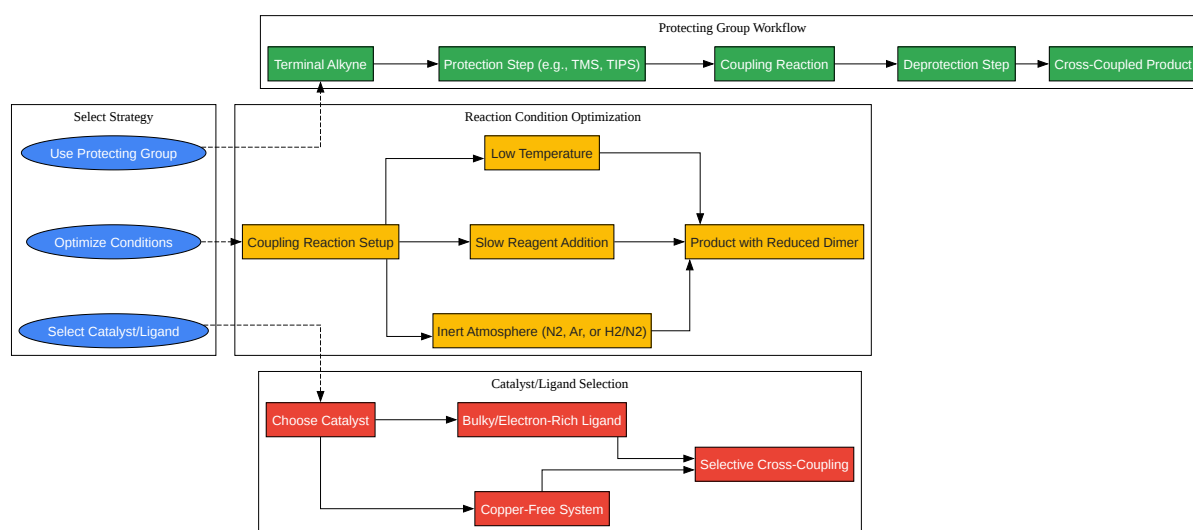 Protecting Group Workflow
Terminal Alkyne
Protection Step (e.g., TMS, TIPS)
Coupling Reaction
Deprotection Step
Cross-Coupled Product
Select Strategy
Use Protecting Group
Optimize Conditions
Select Catalyst/Ligand
Reaction Condition Optimization
Low Temperature
Coupling Reaction Setup
Slow Reagent Addition
Product with Reduced Dimer
Inert Atmosphere (N2, Ar, or H2/N2)
Catalyst/Ligand Selection
Choose Catalyst
Bulky/Electron-Rich Ligand
Selective Cross-Coupling
Copper-Free System